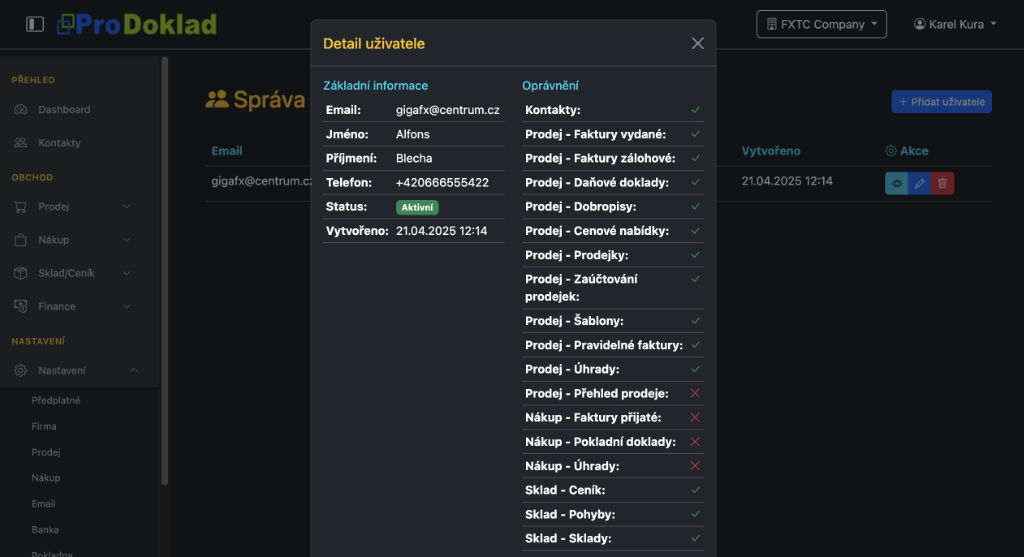 ProDoklad
FXTC Company
Karel Kura
PŘEHLED
Dashboard
Kontakty
OBCHOD
Prodej
Nákup
Sklad/Ceník
Finance
NASTAVENÍ
Nastavení
Předplatné
Firma
Prodej
Nákup
Email
Banka
Pokladna
Správa
+ Přidat uživatele
Email
Vytvořeno
Akce
gigafx@centrum.cz
21.04.2025 12:14
Detail uživatele
Základní informace
Email: gigafx@centrum.cz
Jméno: Alfons
Příjmení: Blecha
Telefon: +420666555422
Status: Aktivní
Vytvořeno: 21.04.2025 12:14
Oprávnění
Kontakty:
Prodej - Faktury vydané:
Prodej - Faktury zálohové:
Prodej - Daňové doklady:
Prodej - Dobropisy:
Prodej - Cenové nabídky:
Prodej - Prodejky:
Prodej - Zaúčtování
prodejek:
Prodej - Šablony:
Prodej - Pravidelné faktury:
Prodej - Úhrady:
Prodej - Přehled prodeje:
Nákup - Faktury přijaté:
Nákup - Pokladní doklady:
Nákup - Úhrady:
Sklad - Ceník:
Sklad - Pohyby:
Sklad - Sklady: